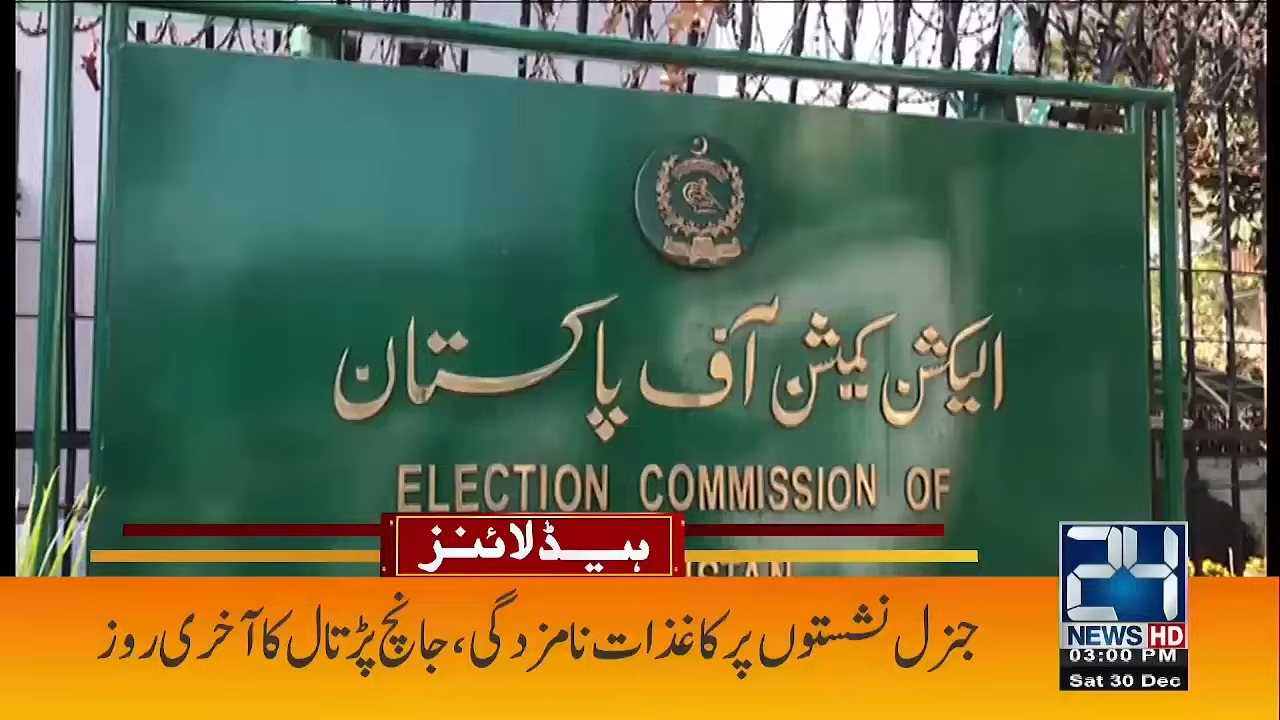 الیکشن کمیشن آف پاکستان
ELECTION COMMISSION OF
ہیڈلائنز
جنرل نشستوں پر کاغذات نامزدگی، جانچ پڑتال کا آخری روز
24
NEWS HD
03:00 PM
Sat 30 Dec